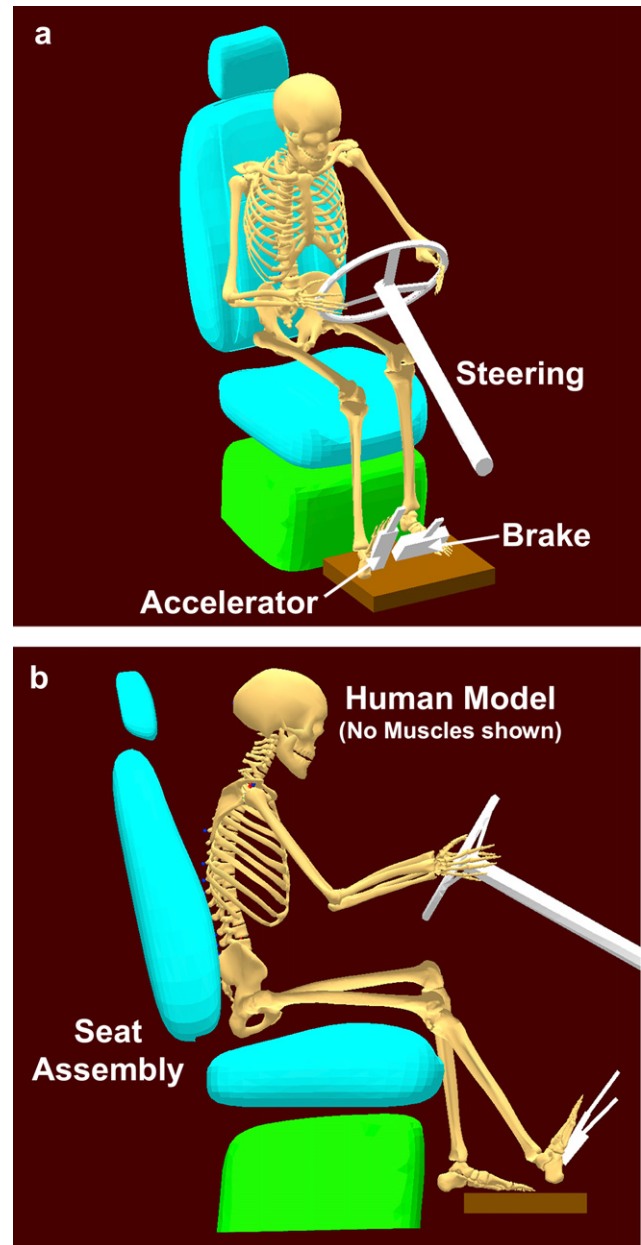 a
Steering
Brake
Accelerator
b
Human Model
(No Muscles shown)
Seat
Assembly